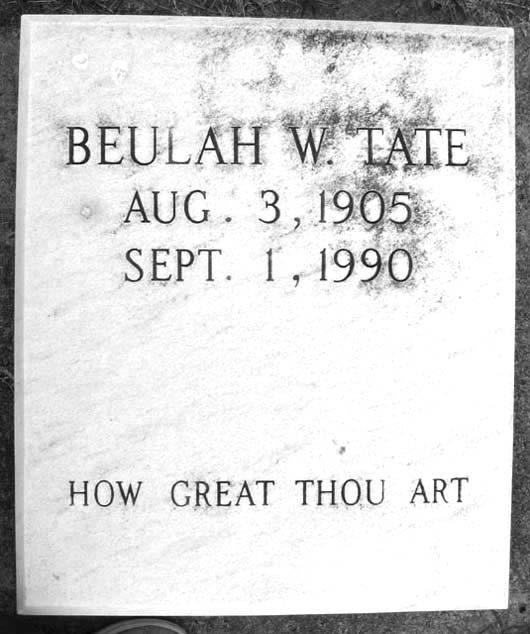 BEULAH W. TATE
AUG. 3, 1905
SEPT. 1, 1990
HOW GREAT THOU ART